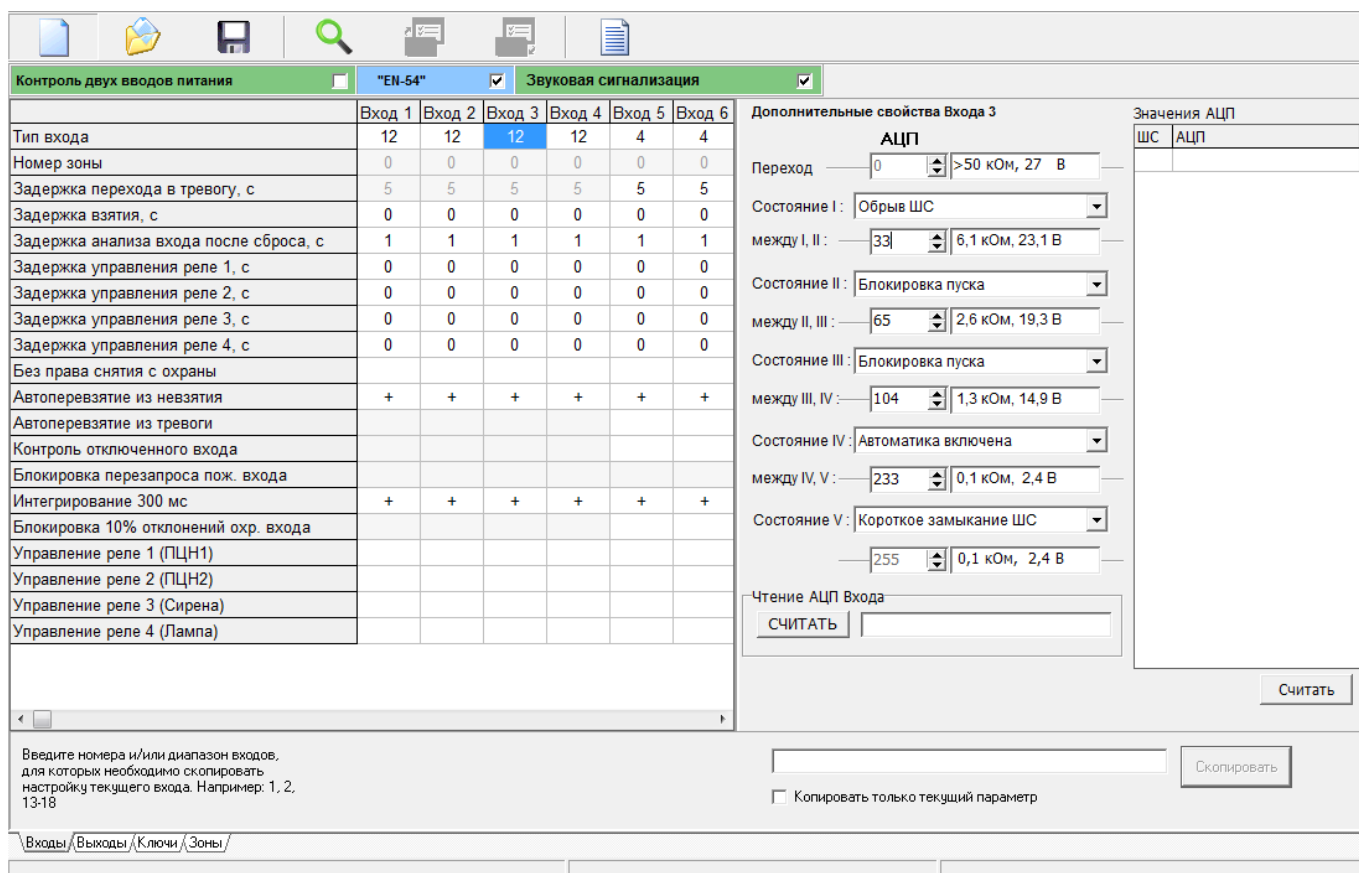 Контроль двух вводов питания "EN-54" Звуковая сигнализация
Вход 1 Вход 2 Вход 3 Вход 4 Вход 5 Вход 6
Тип входа 12 12 12 12 4 4
Номер зоны 0 0 0 0 0 0
Задержка перехода в тревогу, с 5 5 5 5 5 5
Задержка взятия, с 0 0 0 0 0 0
Задержка анализа входа после сброса, с 1 1 1 1 1 1
Задержка управления реле 1, с 0 0 0 0 0 0
Задержка управления реле 2, с 0 0 0 0 0 0
Задержка управления реле 3, с 0 0 0 0 0 0
Задержка управления реле 4, с 0 0 0 0 0 0
Без права снятия с охраны
Автоперевзятие из невзятия + + + + + +
Автоперевзятие из тревоги
Контроль отключенного входа
Блокировка перезапроса пож. входа
Интегрирование 300 мс + + + + + +
Блокировка 10% отклонений охр. входа
Управление реле 1 (ПЦН1)
Управление реле 2 (ПЦН2)
Управление реле 3 (Сирена)
Управление реле 4 (Лампа)
Дополнительные свойства Входа 3
АЦП
Переход 0 >50 кОм, 27 В
Состояние I : Обрыв ШС
между I, II : 33 6,1 кОм, 23,1 В
Состояние II : Блокировка пуска
между II, III : 65 2,6 кОм, 19,3 В
Состояние III : Блокировка пуска
между III, IV : 104 1,3 кОм, 14,9 В
Состояние IV : Автоматика включена
между IV, V : 233 0,1 кОм, 2,4 В
Состояние V : Короткое замыкание ШС
255 0,1 кОм, 2,4 В
Чтение АЦП Входа
СЧИТАТЬ
Значения АЦП
ШС АЦП
Считать
Введите номера и/или диапазон входов,
для которых необходимо скопировать
настройку текущего входа. Например: 1, 2,
13-18
Скопировать
Копировать только текущий параметр
Входы Выходы Ключи Зоны